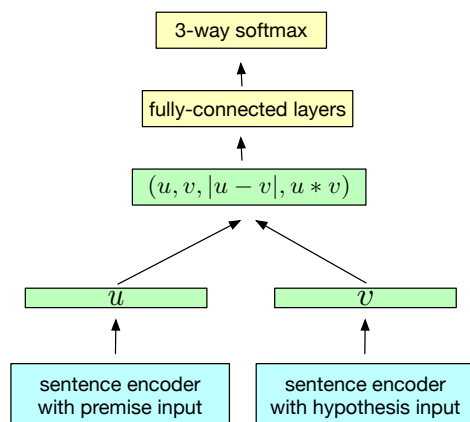 3-way softmax
fully-connected layers
(u, v, |u − v|, u ∗ v)
u
v
sentence encoder
with premise input
sentence encoder
with hypothesis input